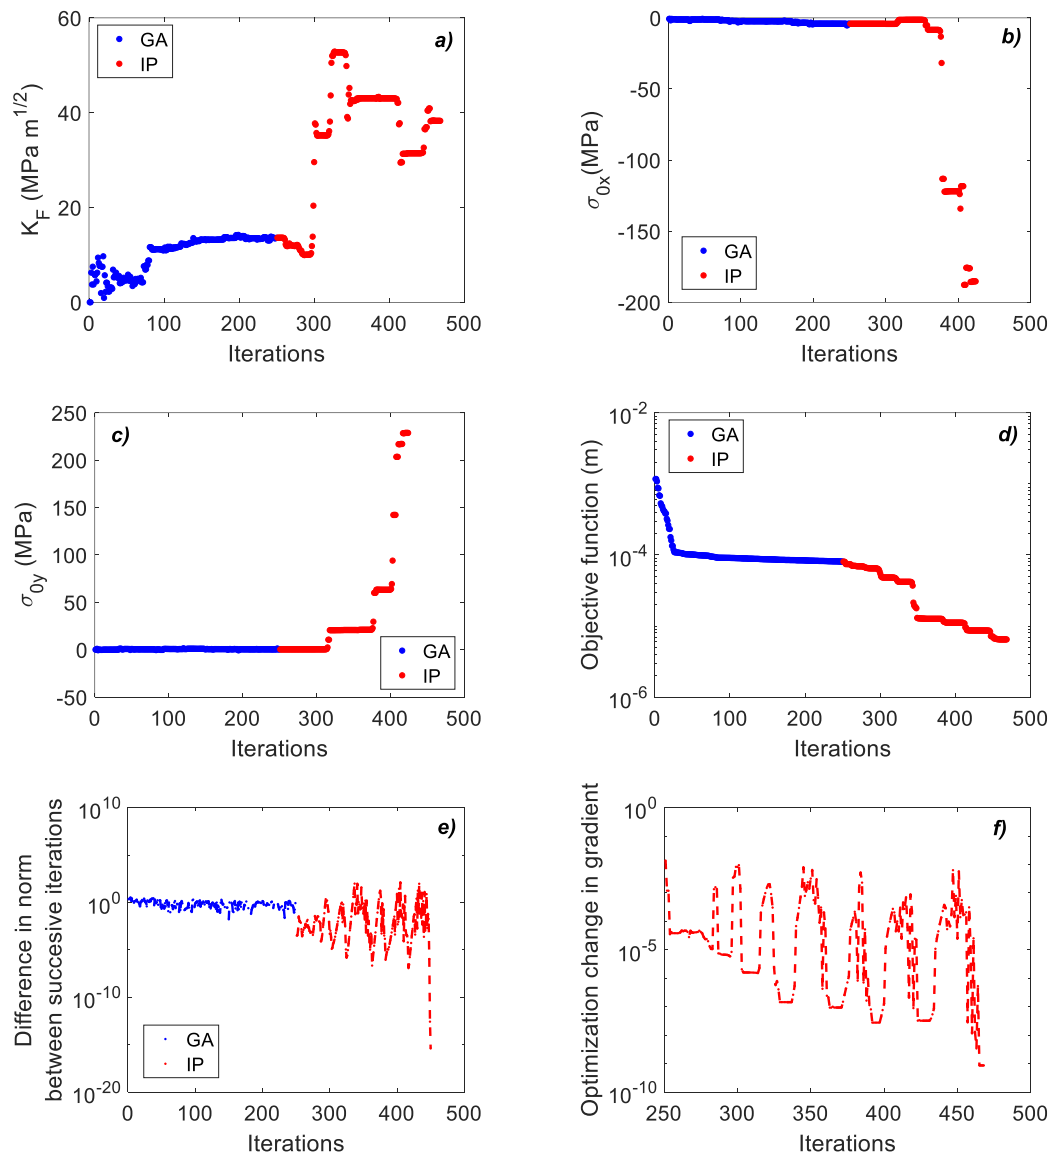 a)
GA
IP
60
40
20
0
K_F (MPa m^{1/2})
0 100 200 300 400 500
Iterations
b)
0
-50
-100
-150
-200
σ_{0x}(MPa)
GA
IP
0 100 200 300 400 500
Iterations
c)
250
200
150
100
50
0
-50
σ_{0y} (MPa)
GA
IP
0 100 200 300 400 500
Iterations
d)
GA
IP
10^{-2}
10^{-4}
10^{-6}
Objective function (m)
0 100 200 300 400 500
Iterations
e)
10^{10}
10^{0}
10^{-10}
10^{-20}
Difference in norm
between succesive iterations
GA
IP
0 100 200 300 400 500
Iterations
f)
10^{0}
10^{-5}
10^{-10}
Optimization change in gradient
250 300 350 400 450 500
Iterations